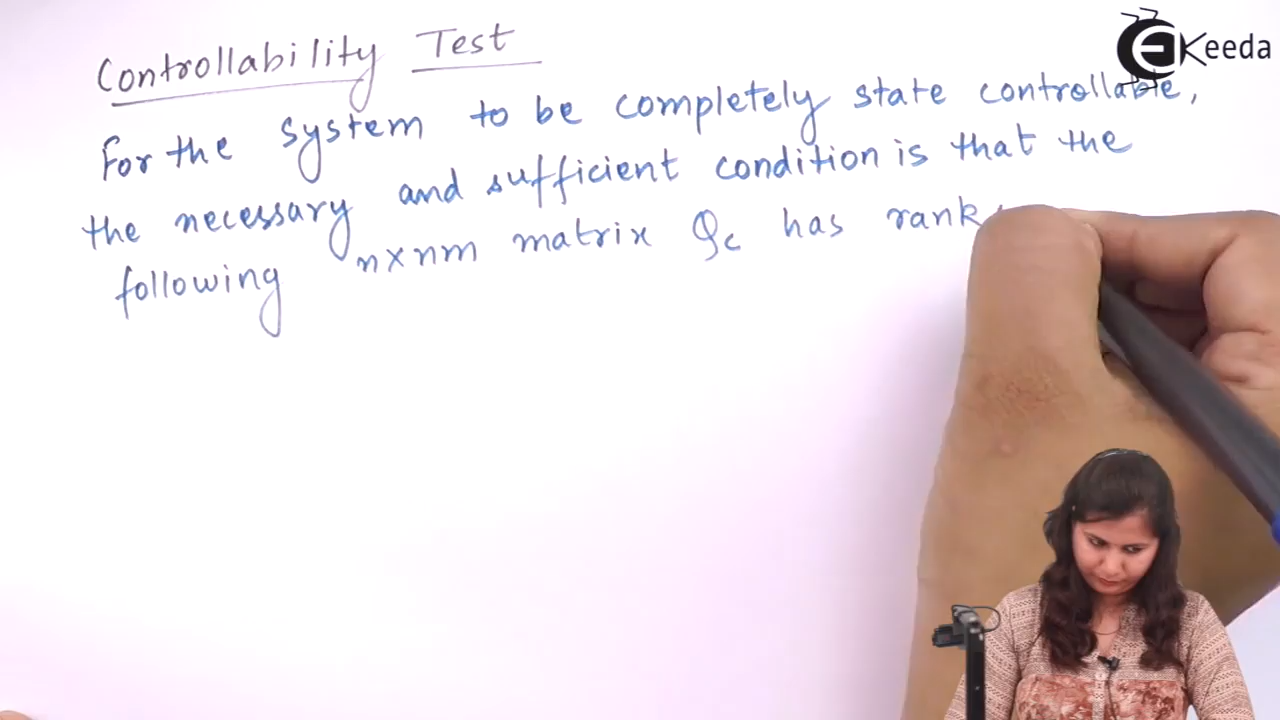 Controllability Test
For the system to be completely state controllable,
the necessary and sufficient condition is that the
following n×nm matrix Qc has rank
EKeeda